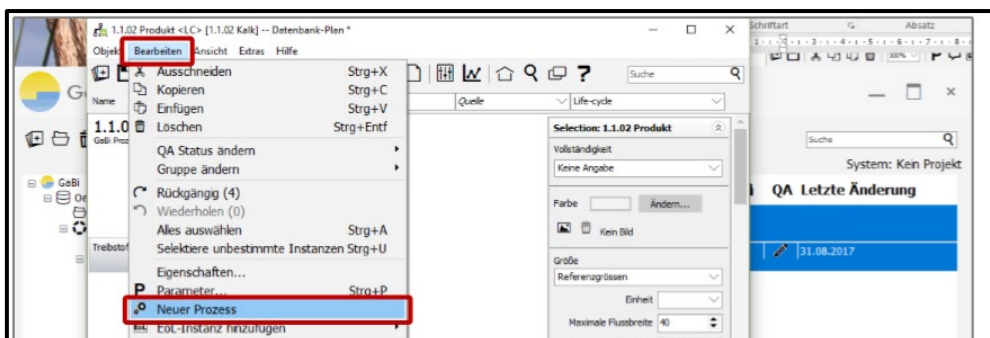 1.1.02 Produkt <LC> [1.1.02 Kalk] -- Datenbank-Plan *
Schriftart
Absatz
Objekt Bearbeiten Ansicht Extras Hilfe
Ausschneiden Strg+X
Kopieren Strg+C
Einfügen Strg+V
Löschen Strg+Entf
QA Status ändern
Gruppe ändern
Rückgängig (4)
Wiederholen (0)
Alles auswählen Strg+A
Selektiere unbestimmte Instanzen Strg+U
Eigenschaften...
Parameter... Strg+P
Neuer Prozess
EoL-Instanz hinzufügen
Suche
Name
Quelle
Life-cycle
1.1.0
GaBi Proz
Trebstof
Selection: 1.1.02 Produkt
Vollständigkeit
Keine Angabe
Farbe
Ändern...
Kein Bild
Größe
Referenzgrössen
Einheit
Maximale Flussbreite 40
GaBi
Suche
System: Kein Projekt
QA Letzte Änderung
31.08.2017